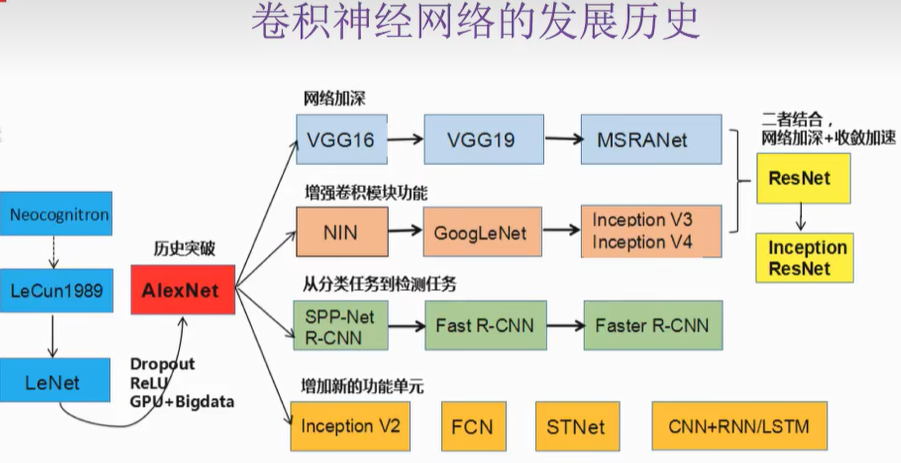 卷积神经网络的发展历史
网络加深
VGG16
VGG19
MSRANet
二者结合，
网络加深+收敛加速
ResNet
Inception
ResNet
增强卷积模块功能
NIN
GoogLeNet
Inception V3
Inception V4
Neocognitron
LeCun1989
LeNet
历史突破
AlexNet
Dropout
ReLU
GPU+Bigdata
从分类任务到检测任务
SPP-Net
R-CNN
Fast R-CNN
Faster R-CNN
增加新的功能单元
Inception V2
FCN
STNet
CNN+RNN/LSTM